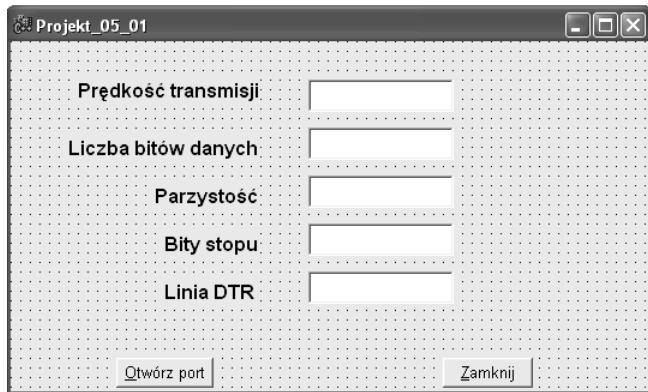 Projekt_05_01
Prędkość transmisji
Liczba bitów danych
Parzystość
Bity stopu
Linia DTR
Otwórz port
Zamknij